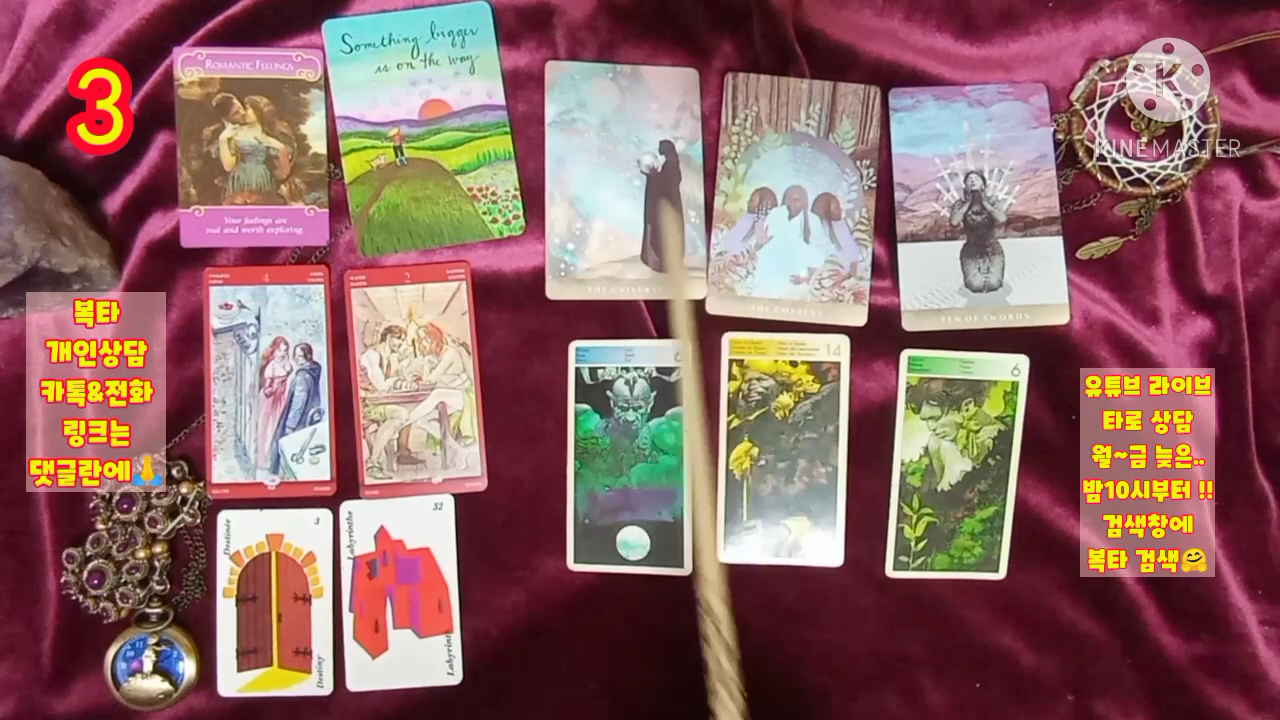 3
ROMANTIC FEELINGS
Your feelings are
real and worth exploring.
Something bigger
is on the way
THE UNIVERSE
THE EMPRESS
TEN OF SWORDS
K
KINEMASTER
4
2
6
14
6
복타
개인상담
카톡&전화
링크는
댓글란에🙏
유튜브 라이브
타로 상담
월~금 늦은..
밤10시부터 !!
검색창에
복타 검색🤗
3
Destinée
Destiny
52
Labyrinthe
Labyrinth